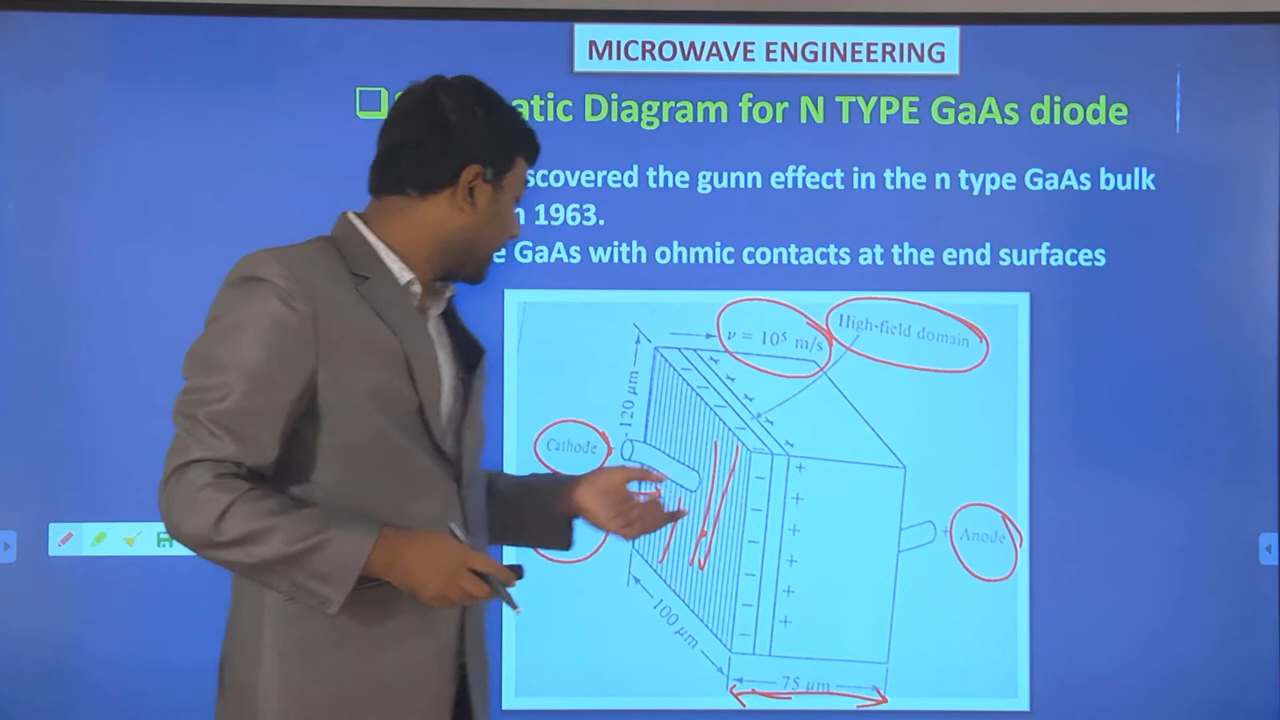 MICROWAVE ENGINEERING
atic Diagram for N TYPE GaAs diode
scovered the gunn effect in the n type GaAs bulk
n 1963.
e GaAs with ohmic contacts at the end surfaces
v = 10⁵ m/s
High-field domain
120 μm
Cathode
+ Anode
100 μm
75 μm